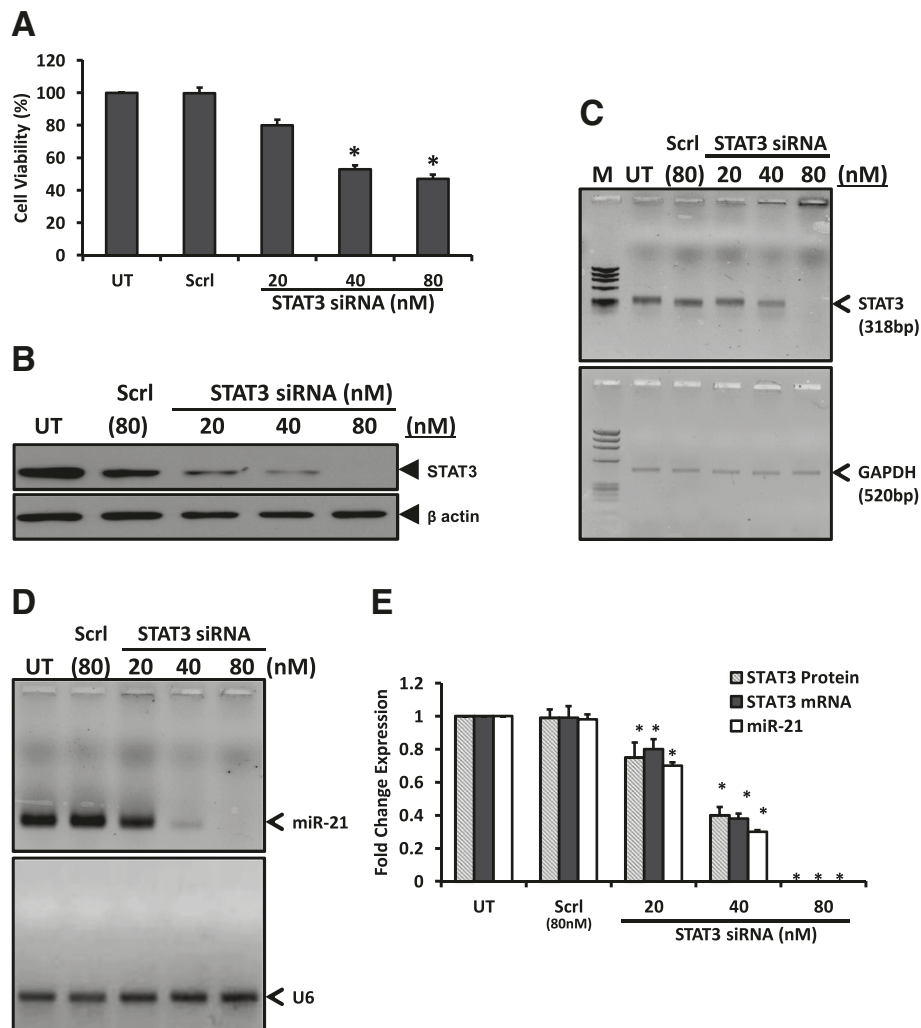 A
120
100
80
60
40
20
0
Cell Viability (%)
* *
UT Scrl 20 40 80
STAT3 siRNA (nM)
B
Scrl STAT3 siRNA (nM)
UT (80) 20 40 80 (nM)
STAT3
β actin
C
Scrl STAT3 siRNA
M UT (80) 20 40 80 (nM)
STAT3
(318bp)
GAPDH
(520bp)
D
Scrl STAT3 siRNA
UT (80) 20 40 80 (nM)
miR-21
U6
E
STAT3 Protein
STAT3 mRNA
miR-21
1.2
1
0.8
0.6
0.4
0.2
0
Fold Change Expression
* * *
* * *
* * *
UT Scrl 20 40 80
(80nM)
STAT3 siRNA (nM)